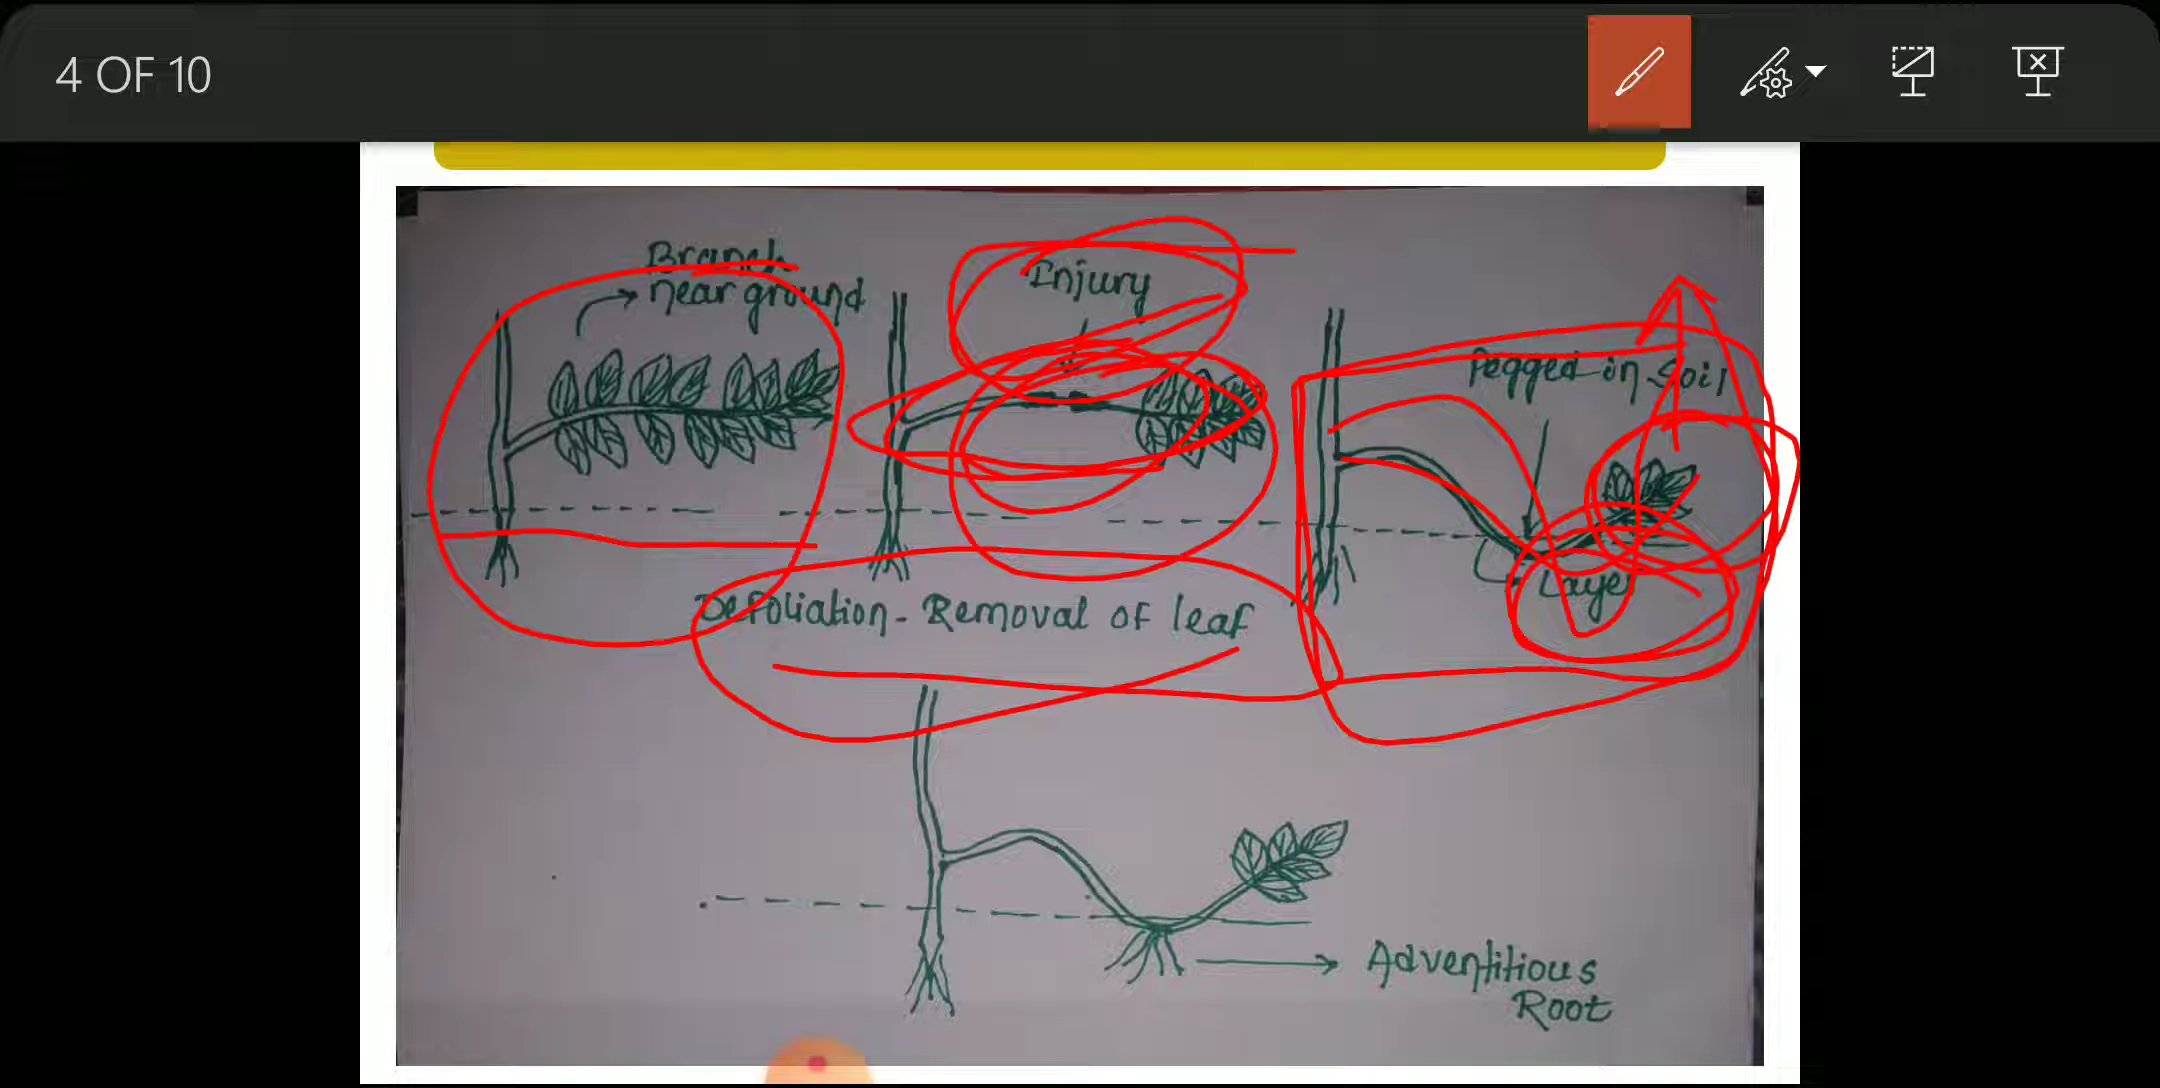 4 OF 10
Branch
near ground
Injury
Pegged in Soil
Layer
Defoliation - Removal of leaf
Adventitious
Root